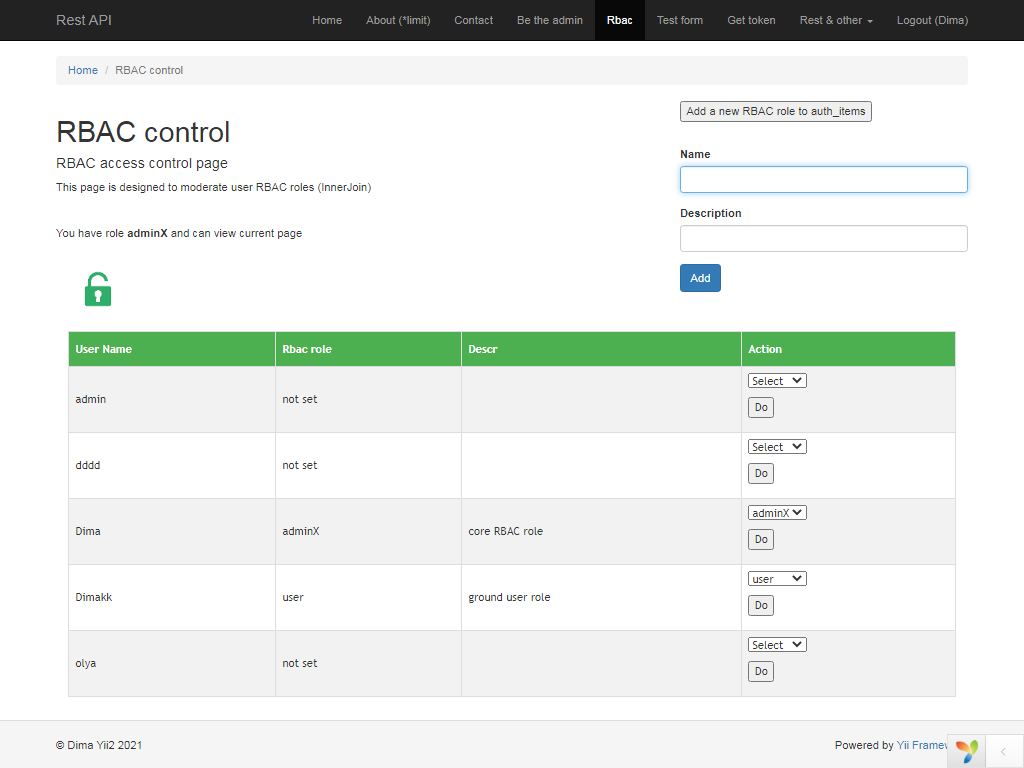 Rest API
Home
About (*limit)
Contact
Be the admin
Rbac
Test form
Get token
Rest & other
Logout (Dima)
Home / RBAC control
RBAC control
RBAC access control page
This page is designed to moderate user RBAC roles (InnerJoin)
You have role adminX and can view current page
Add a new RBAC role to auth_items
Name
Description
Add
User Name Rbac role Descr Action
admin not set Select
Do
dddd not set Select
Do
Dima adminX core RBAC role adminX
Do
Dimakk user ground user role user
Do
olya not set Select
Do
© Dima Yii2 2021
Powered by Yii